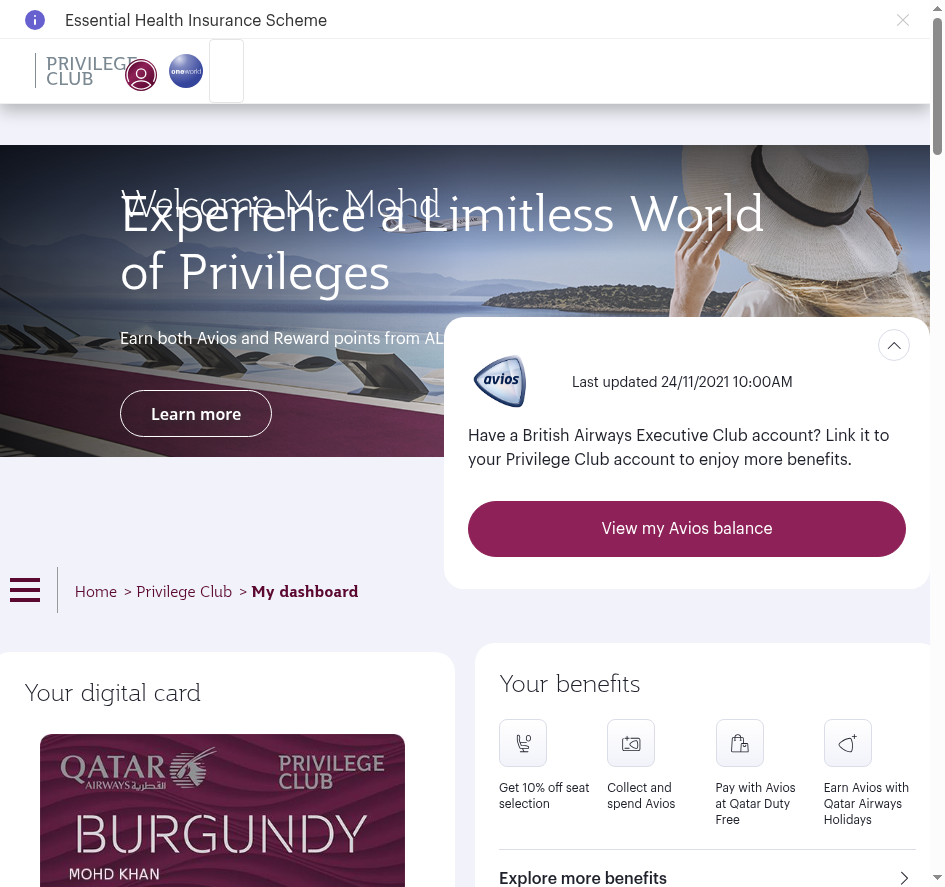 Essential Health Insurance Scheme
PRIVILEGE
CLUB
oneworld
Welcome Mr. Mohd
Experience a Limitless World
of Privileges
Earn both Avios and Reward points from AL
Learn more
avios
Last updated 24/11/2021 10:00AM
Have a British Airways Executive Club account? Link it to
your Privilege Club account to enjoy more benefits.
View my Avios balance
Home > Privilege Club > My dashboard
Your digital card
QATAR
AIRWAYS القطرية
PRIVILEGE
CLUB
BURGUNDY
MOHD KHAN
Your benefits
Get 10% off seat
selection
Collect and
spend Avios
Pay with Avios
at Qatar Duty
Free
Earn Avios with
Qatar Airways
Holidays
Explore more benefits